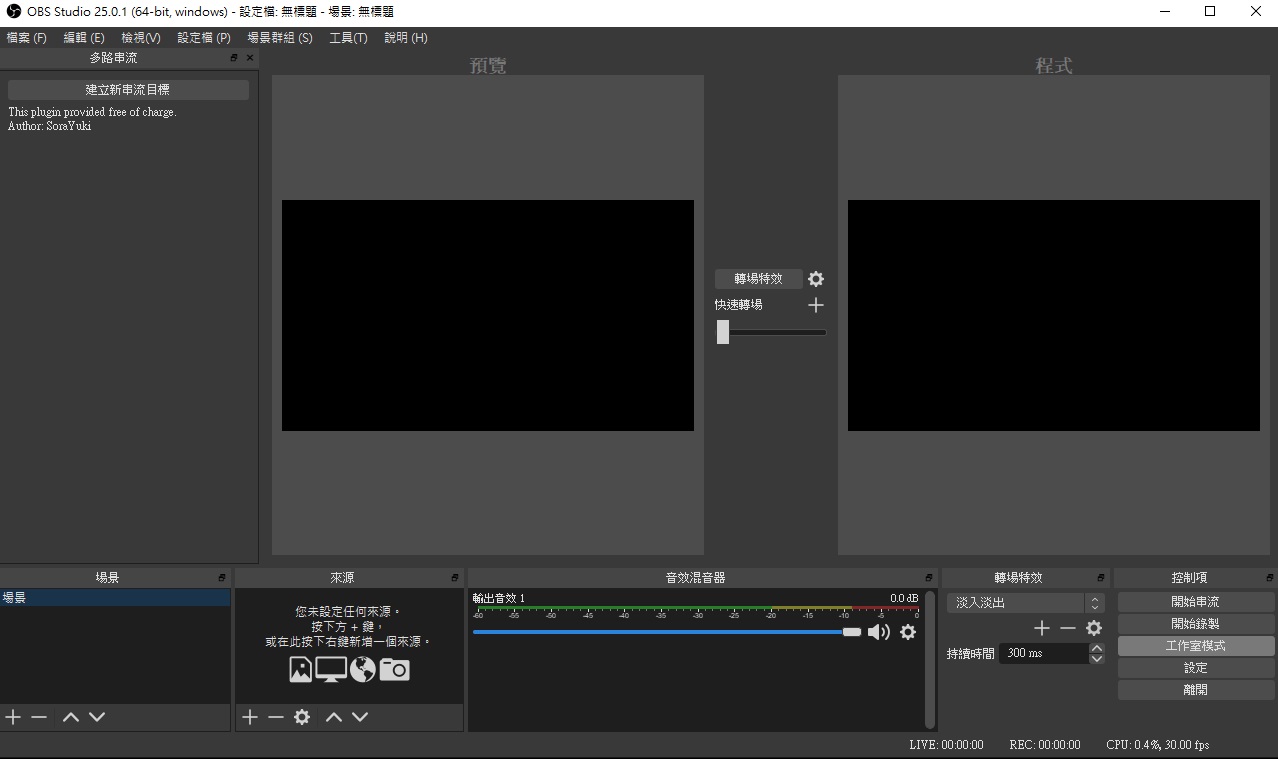 OBS Studio 25.0.1 (64-bit, windows) - 設定檔: 無標題 - 場景: 無標題
檔案 (F) 編輯 (E) 檢視(V) 設定檔 (P) 場景群組 (S) 工具(T) 說明 (H)
多路串流
建立新串流目標
This plugin provided free of charge.
Author: SoraYuki
預覽
程式
轉場特效
快速轉場
場景
場景
來源
您未設定任何來源。
按下方 + 鍵，
或在此按下右鍵新增一個來源。
音效混音器
輸出音效 1 0.0 dB
-60 -55 -50 -45 -40 -35 -30 -25 -20 -15 -10 -5 0
轉場特效
淡入淡出
持續時間 300 ms
控制項
開始串流
開始錄製
工作室模式
設定
離開
LIVE: 00:00:00 REC: 00:00:00 CPU: 0.4%, 30.00 fps